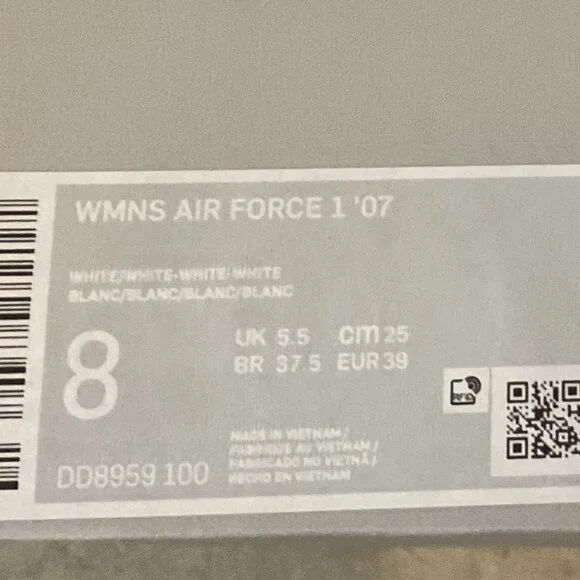 WMNS AIR FORCE 1 '07
WHITE/WHITE-WHITE-WHITE
BLANC/BLANC/BLANC/BLANC
8
UK 5.5 cm 25
BR 37.5 EUR 39
RFID
DD8959 100
MADE IN VIETNAM /
FABRIQUÉ AU VIETNAM /
FABRICADO NO VIETNÃ /
HECHO EN VIETNAM